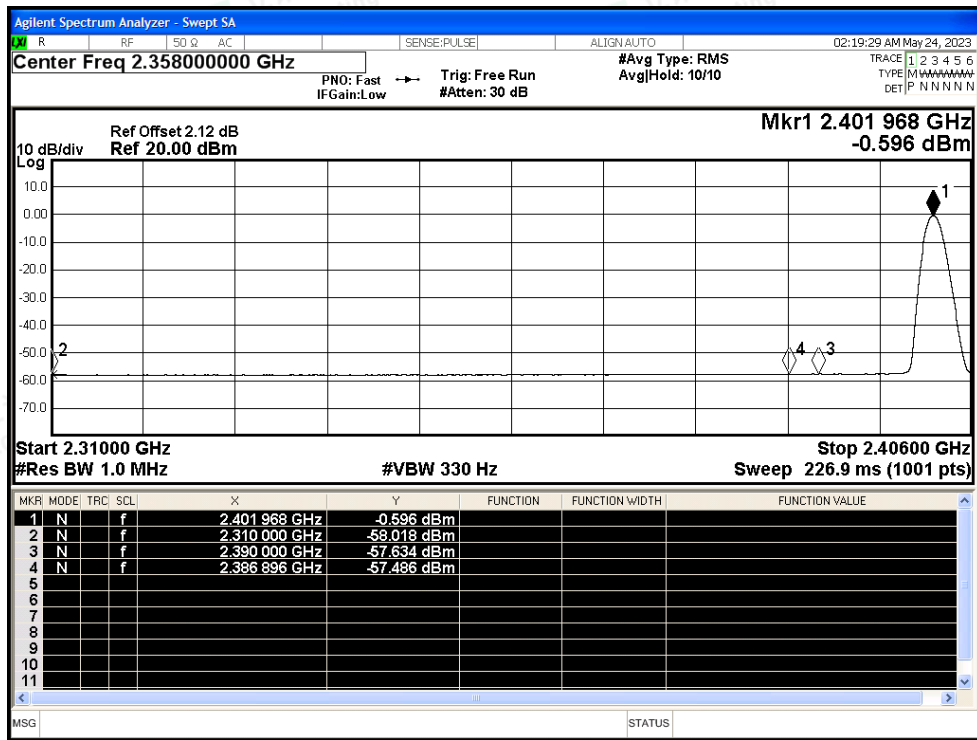 Agilent Spectrum Analyzer - Swept SA
LXI R RF 50 Ω AC SENSE:PULSE ALIGNAUTO 02:19:29 AM May 24, 2023
Center Freq 2.358000000 GHz #Avg Type: RMS TRACE 1 2 3 4 5 6
PNO: Fast Trig: Free Run Avg|Hold: 10/10 TYPE M WWWWW
IFGain:Low #Atten: 30 dB DET P N N N N N
Mkr1 2.401 968 GHz
Ref Offset 2.12 dB
10 dB/div Ref 20.00 dBm -0.596 dBm
Log
10.0
1
0.00
-10.0
-20.0
-30.0
-40.0
-50.0
2 4 3
-60.0
-70.0
Start 2.31000 GHz Stop 2.40600 GHz
#Res BW 1.0 MHz #VBW 330 Hz Sweep 226.9 ms (1001 pts)
MKR MODE TRC SCL X Y FUNCTION FUNCTION WIDTH FUNCTION VALUE
1 N f 2.401 968 GHz -0.596 dBm
2 N f 2.310 000 GHz -58.018 dBm
3 N f 2.390 000 GHz -57.634 dBm
4 N f 2.386 896 GHz -57.486 dBm
5
6
7
8
9
10
11
MSG STATUS